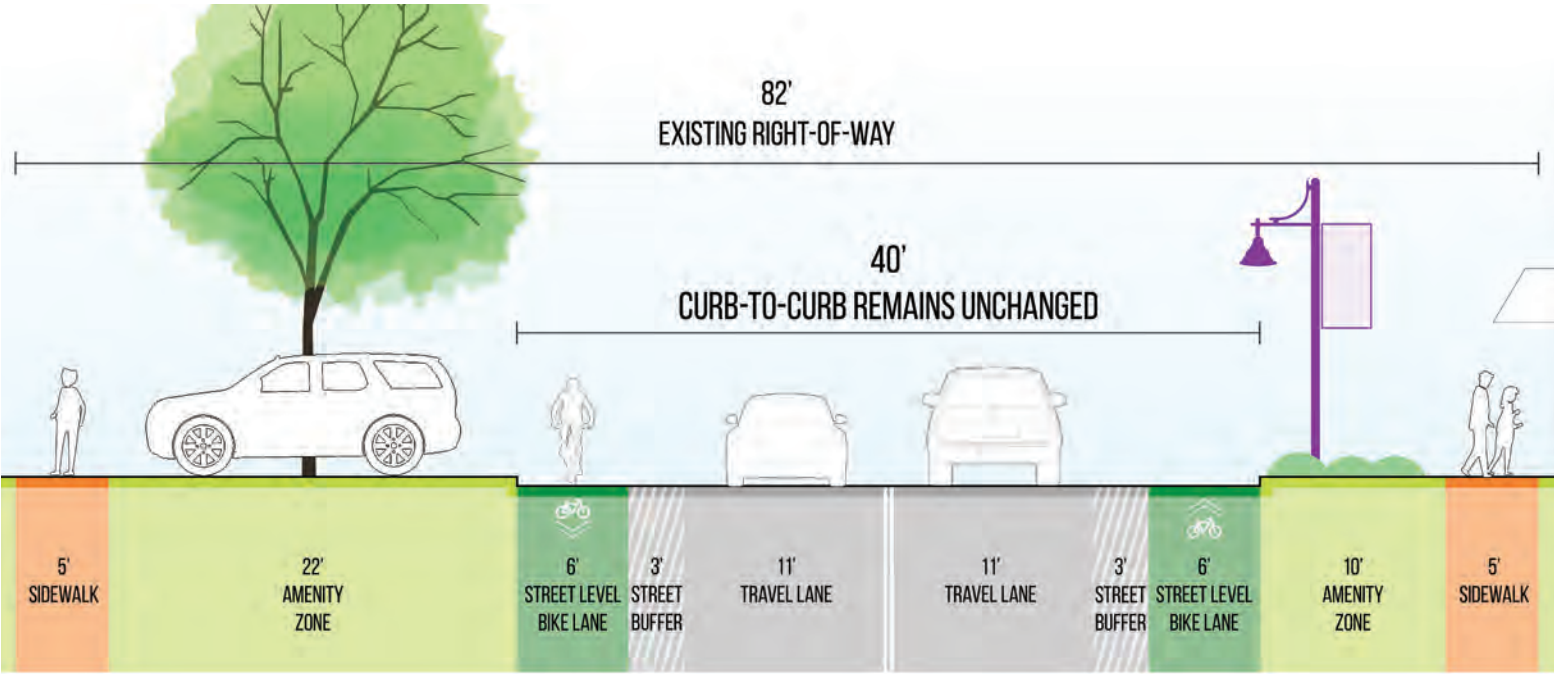 82'
EXISTING RIGHT-OF-WAY
40'
CURB-TO-CURB REMAINS UNCHANGED
5'
SIDEWALK
22'
AMENITY
ZONE
6'
STREET LEVEL
BIKE LANE
3'
STREET
BUFFER
11'
TRAVEL LANE
11'
TRAVEL LANE
3'
STREET
BUFFER
6'
STREET LEVEL
BIKE LANE
10'
AMENITY
ZONE
5'
SIDEWALK